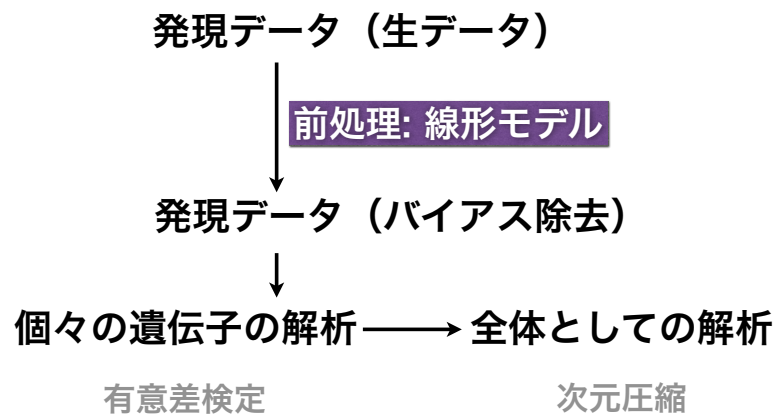 発現データ（生データ）
前処理: 線形モデル
発現データ（バイアス除去）
個々の遺伝子の解析
全体としての解析
有意差検定
次元圧縮